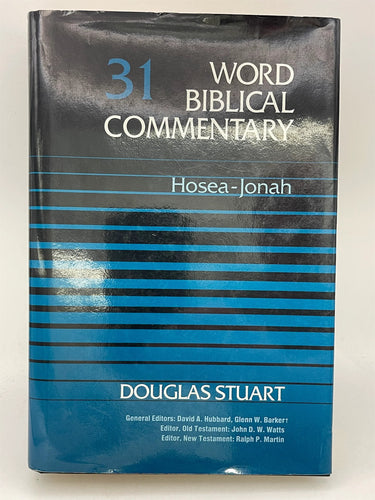 31 WORD
BIBLICAL
COMMENTARY
Hosea-Jonah
DOUGLAS STUART
General Editors: David A. Hubbard, Glenn W. Barker†
Editor, Old Testament: John D. W. Watts
Editor, New Testament: Ralph P. Martin